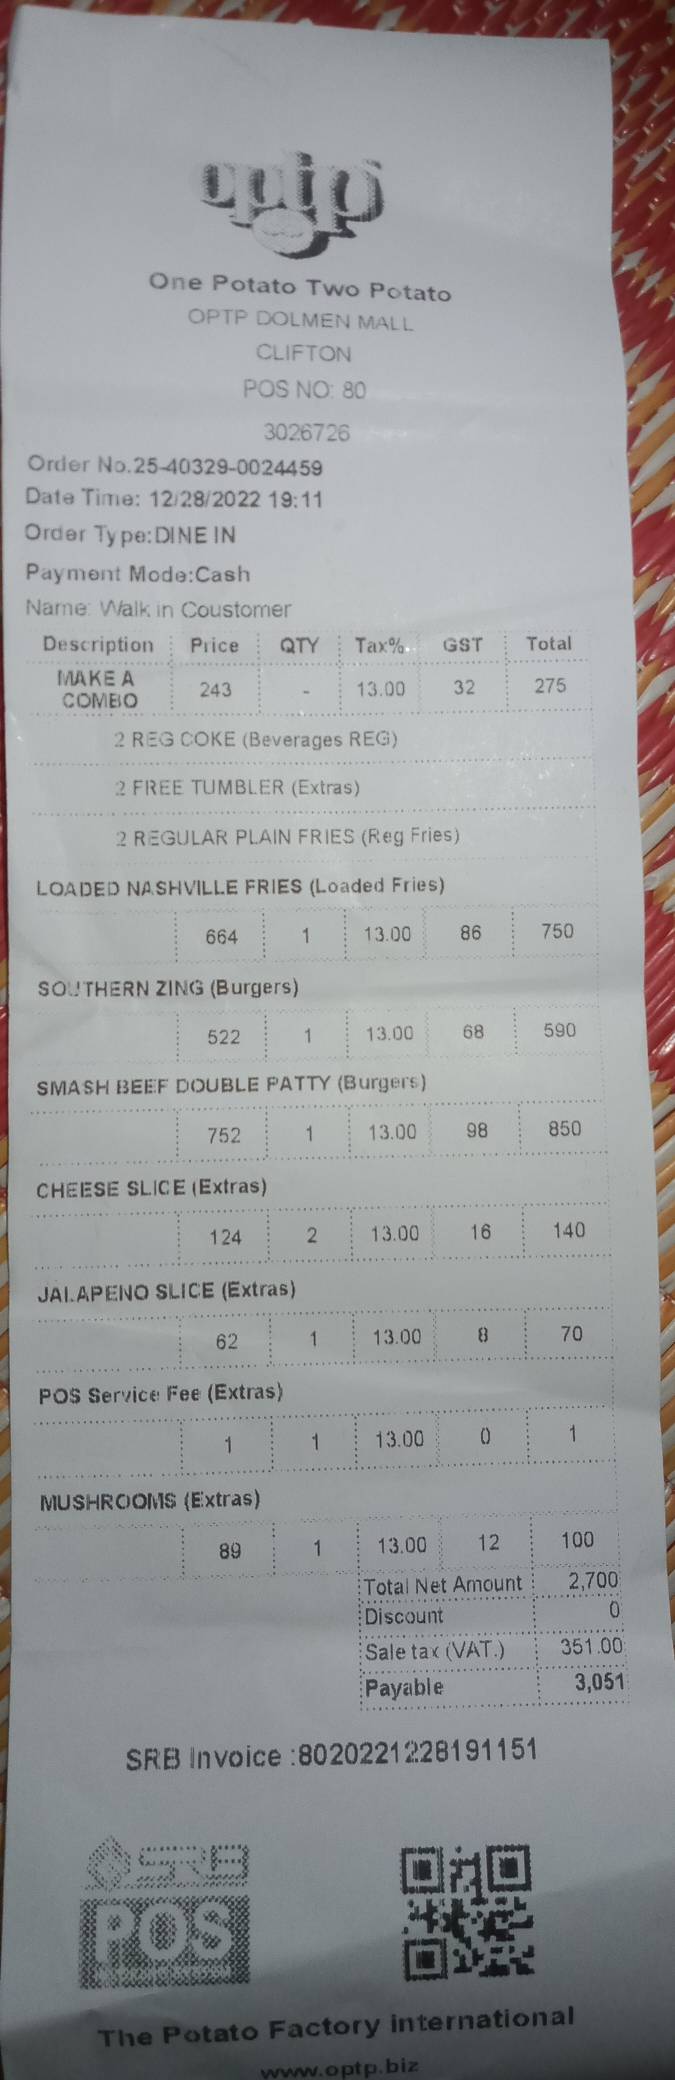 optp
One Potato Two Potato
OPTP DOLMEN MALL
CLIFTON
POS NO: 80
3026726
Order No.25-40329-0024459
Date Time: 12/28/2022 19:11
Order Type:DINE IN
Payment Mode:Cash
Name: Walk in Coustomer
Description Price QTY Tax% GST Total
MAKE A COMBO 243 - 13.00 32 275
2 REG COKE (Beverages REG)
2 FREE TUMBLER (Extras)
2 REGULAR PLAIN FRIES (Reg Fries)
LOADED NASHVILLE FRIES (Loaded Fries)
664 1 13.00 86 750
SOUTHERN ZING (Burgers)
522 1 13.00 68 590
SMASH BEEF DOUBLE PATTY (Burgers)
752 1 13.00 98 850
CHEESE SLICE (Extras)
124 2 13.00 16 140
JALAPENO SLICE (Extras)
62 1 13.00 8 70
POS Service Fee (Extras)
1 1 13.00 0 1
MUSHROOMS (Extras)
89 1 13.00 12 100
Total Net Amount 2,700
Discount 0
Sale tax (VAT.) 351.00
Payable 3,051
SRB Invoice :8020221228191151
SRB
POS
The Potato Factory international
www.optp.biz